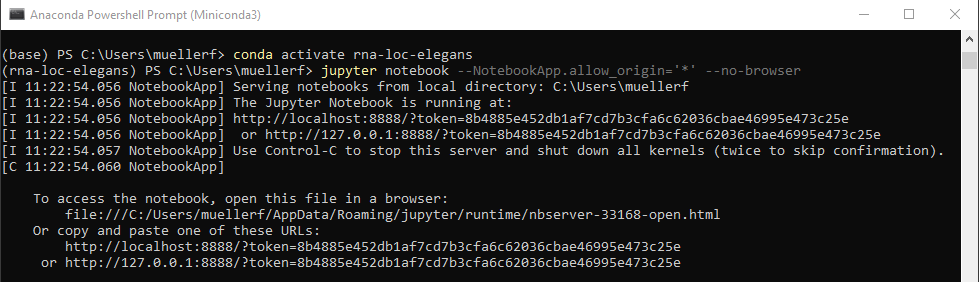 Anaconda Powershell Prompt (Miniconda3)
(base) PS C:\Users\muellerf> conda activate rna-loc-elegans
(rna-loc-elegans) PS C:\Users\muellerf> jupyter notebook --NotebookApp.allow_origin='*' --no-browser
[I 11:22:54.056 NotebookApp] Serving notebooks from local directory: C:\Users\muellerf
[I 11:22:54.056 NotebookApp] The Jupyter Notebook is running at:
[I 11:22:54.056 NotebookApp] http://localhost:8888/?token=8b4885e452db1af7cd7b3cfa6c62036cbae46995e473c25e
[I 11:22:54.056 NotebookApp]  or http://127.0.0.1:8888/?token=8b4885e452db1af7cd7b3cfa6c62036cbae46995e473c25e
[I 11:22:54.057 NotebookApp] Use Control-C to stop this server and shut down all kernels (twice to skip confirmation).
[C 11:22:54.060 NotebookApp]
To access the notebook, open this file in a browser:
file:///C:/Users/muellerf/AppData/Roaming/jupyter/runtime/nbserver-33168-open.html
Or copy and paste one of these URLs:
http://localhost:8888/?token=8b4885e452db1af7cd7b3cfa6c62036cbae46995e473c25e
or http://127.0.0.1:8888/?token=8b4885e452db1af7cd7b3cfa6c62036cbae46995e473c25e